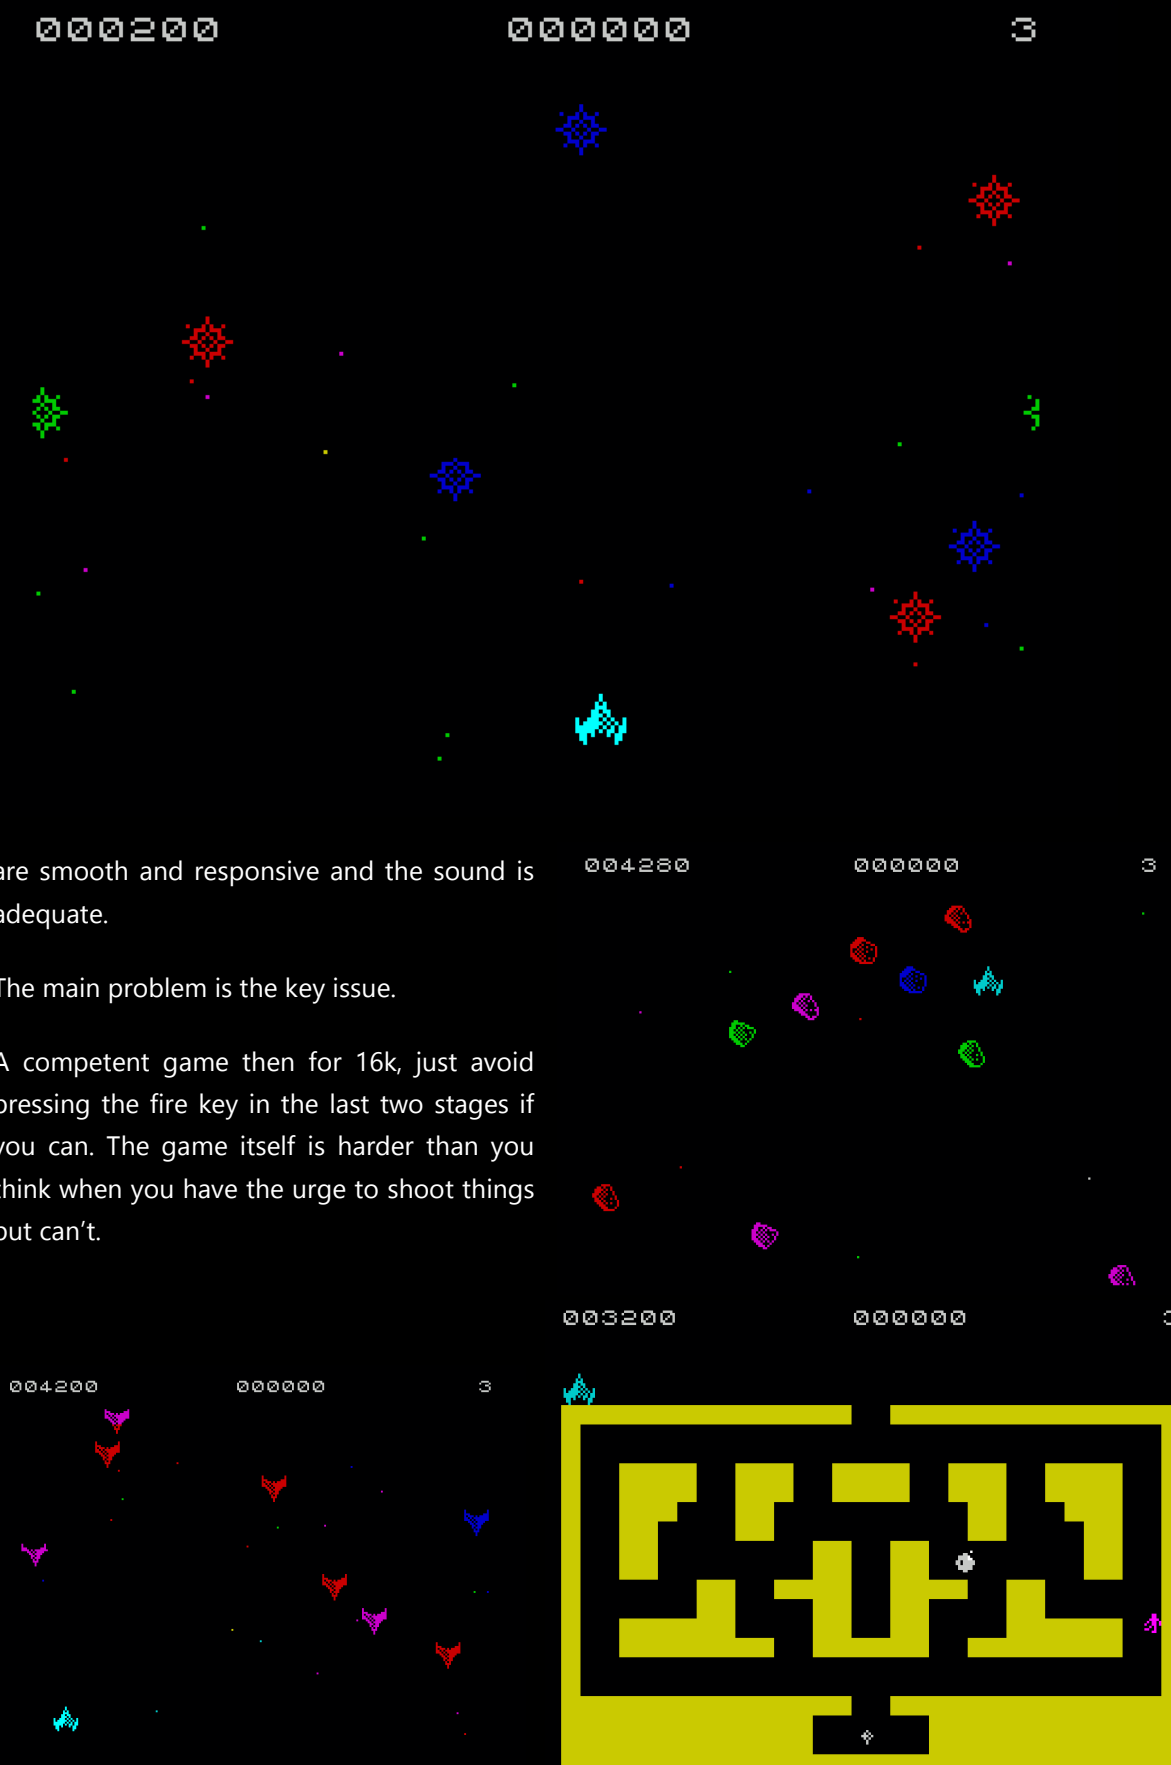 000200 000000 3
are smooth and responsive and the sound is
adequate.
The main problem is the key issue.
A competent game then for 16k, just avoid
pressing the fire key in the last two stages if
you can. The game itself is harder than you
think when you have the urge to shoot things
but can't.
004280 000000 3
003200 000000
004200 000000 3